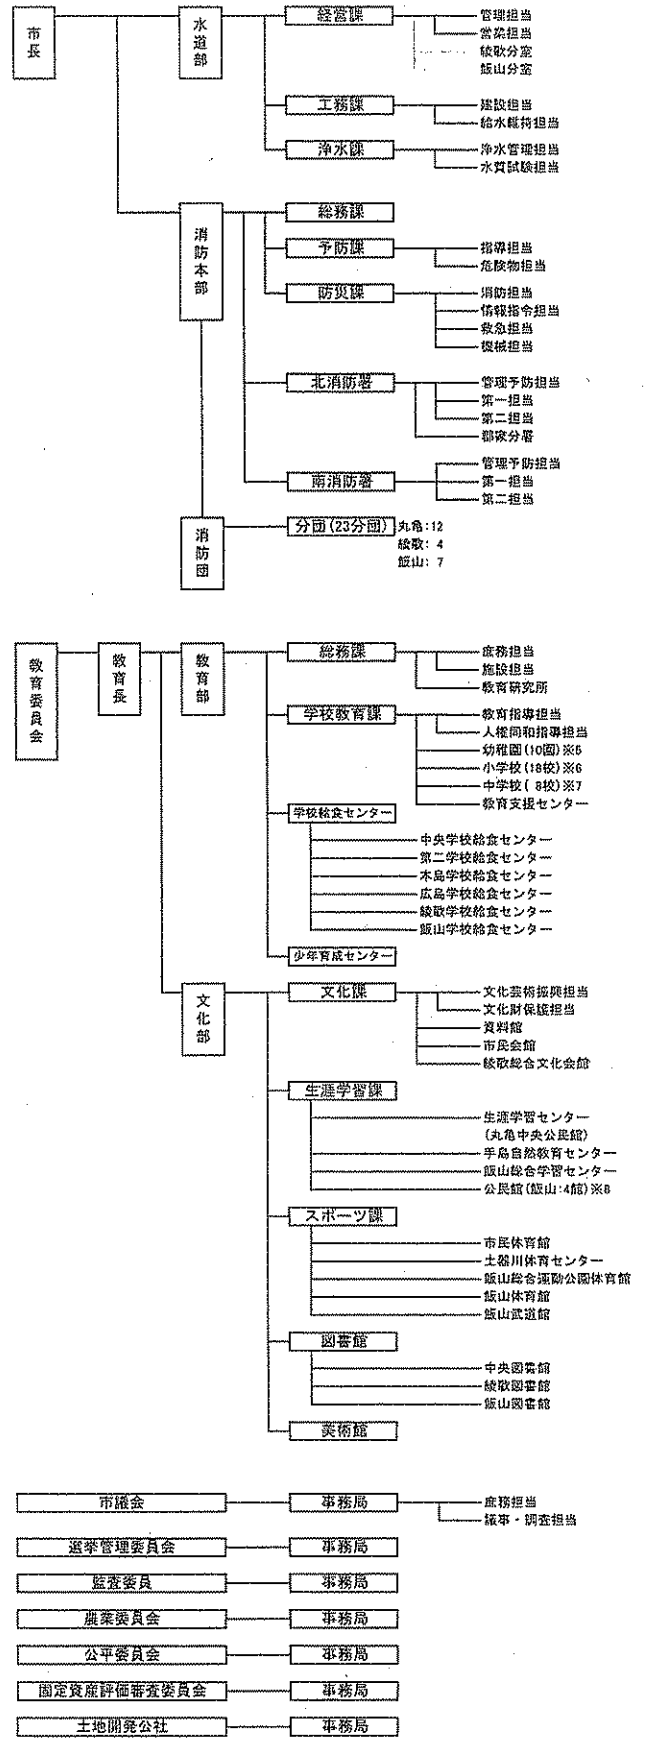 市長
水道部
経営課
管理担当
営業担当
綾歌分室
飯山分室
工務課
建設担当
給水維持担当
浄水課
浄水管理担当
水質試験担当
消防本部
総務課
予防課
指導担当
危険物担当
防災課
消防担当
情報指令担当
救急担当
機械担当
北消防署
管理予防担当
第一担当
第二担当
郡家分署
南消防署
管理予防担当
第一担当
第二担当
消防団
分団(23分団)
丸亀:12
綾歌: 4
飯山: 7
教育委員会
教育長
教育部
総務課
庶務担当
施設担当
教育研究所
学校教育課
教育指導担当
人権同和指導担当
幼稚園(10園)※5
小学校(18校)※6
中学校( 8校)※7
教育支援センター
学校給食センター
中央学校給食センター
第二学校給食センター
本島学校給食センター
広島学校給食センター
綾歌学校給食センター
飯山学校給食センター
少年育成センター
文化部
文化課
文化芸術振興担当
文化財保護担当
資料館
市民会館
綾歌総合文化会館
生涯学習課
生涯学習センター
(丸亀中央公民館)
手島自然教育センター
飯山総合学習センター
公民館(飯山:4館)※8
スポーツ課
市民体育館
土器川体育センター
飯山総合運動公園体育館
飯山体育館
飯山武道館
図書館
中央図書館
綾歌図書館
飯山図書館
美術館
市議会
事務局
庶務担当
議事・調査担当
選挙管理委員会
事務局
監査委員
事務局
農業委員会
事務局
公平委員会
事務局
固定資産評価審査委員会
事務局
土地開発公社
事務局